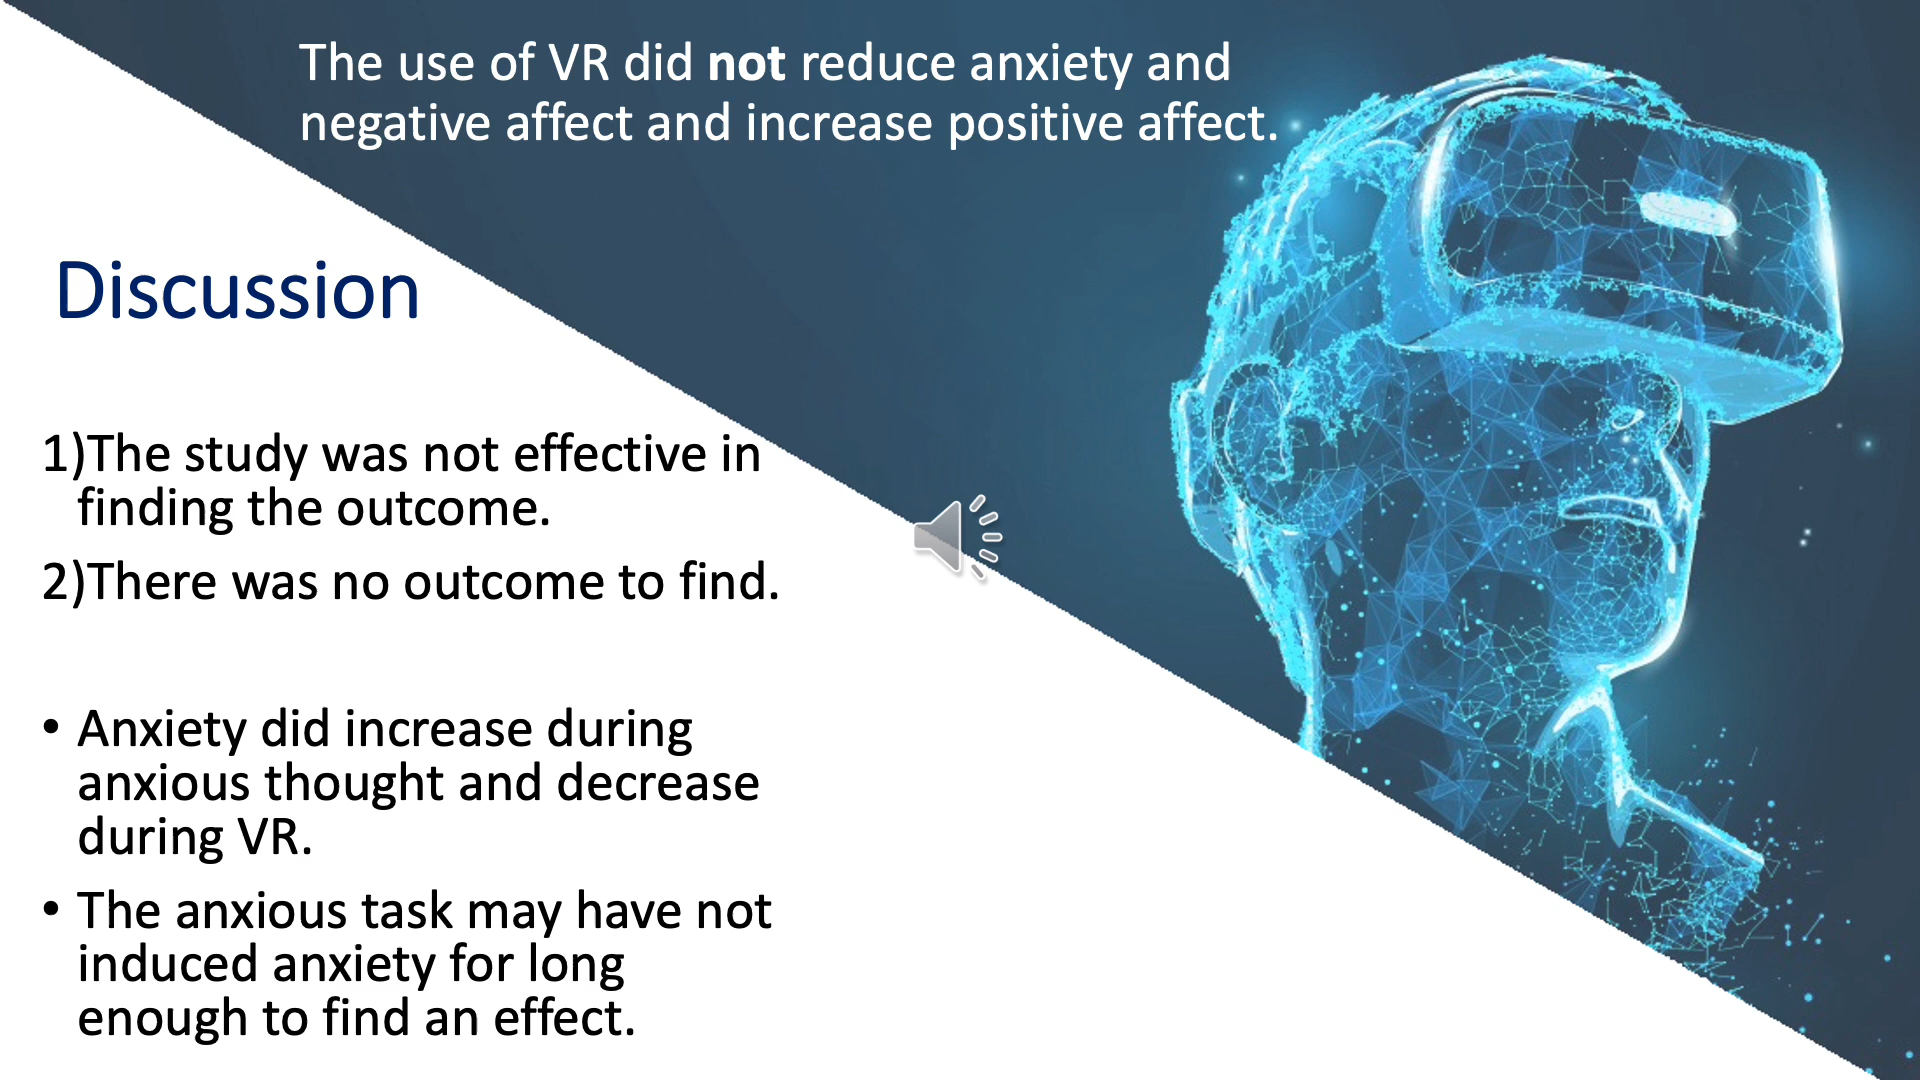 The use of VR did not reduce anxiety and
negative affect and increase positive affect.
Discussion
1)The study was not effective in
finding the outcome.
2)There was no outcome to find.
• Anxiety did increase during
anxious thought and decrease
during VR.
• The anxious task may have not
induced anxiety for long
enough to find an effect.